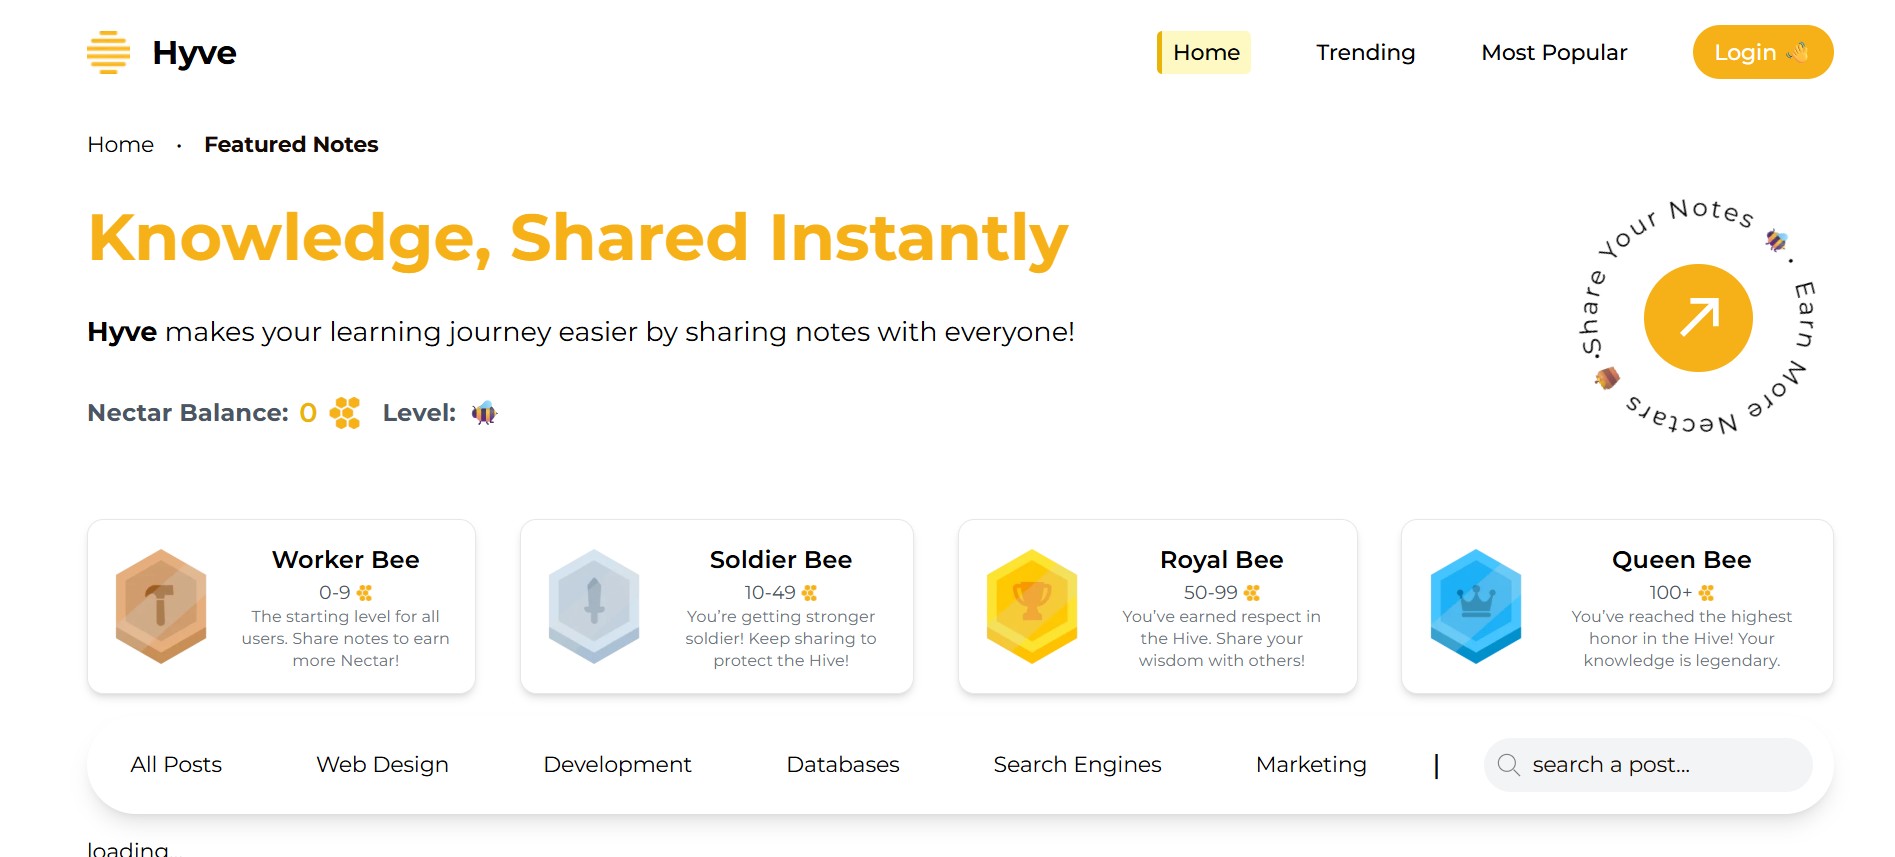 Hyve
Home
Trending
Most Popular
Login
Home • Featured Notes
Knowledge, Shared Instantly
Hyve makes your learning journey easier by sharing notes with everyone!
Share Your Notes • Earn More Nectars •
Nectar Balance: 0 Level:
Worker Bee
0-9
The starting level for all
users. Share notes to earn
more Nectar!
Soldier Bee
10-49
You’re getting stronger
soldier! Keep sharing to
protect the Hive!
Royal Bee
50-99
You’ve earned respect in
the Hive. Share your
wisdom with others!
Queen Bee
100+
You’ve reached the highest
honor in the Hive! Your
knowledge is legendary.
All Posts
Web Design
Development
Databases
Search Engines
Marketing
|
search a post...
loading...